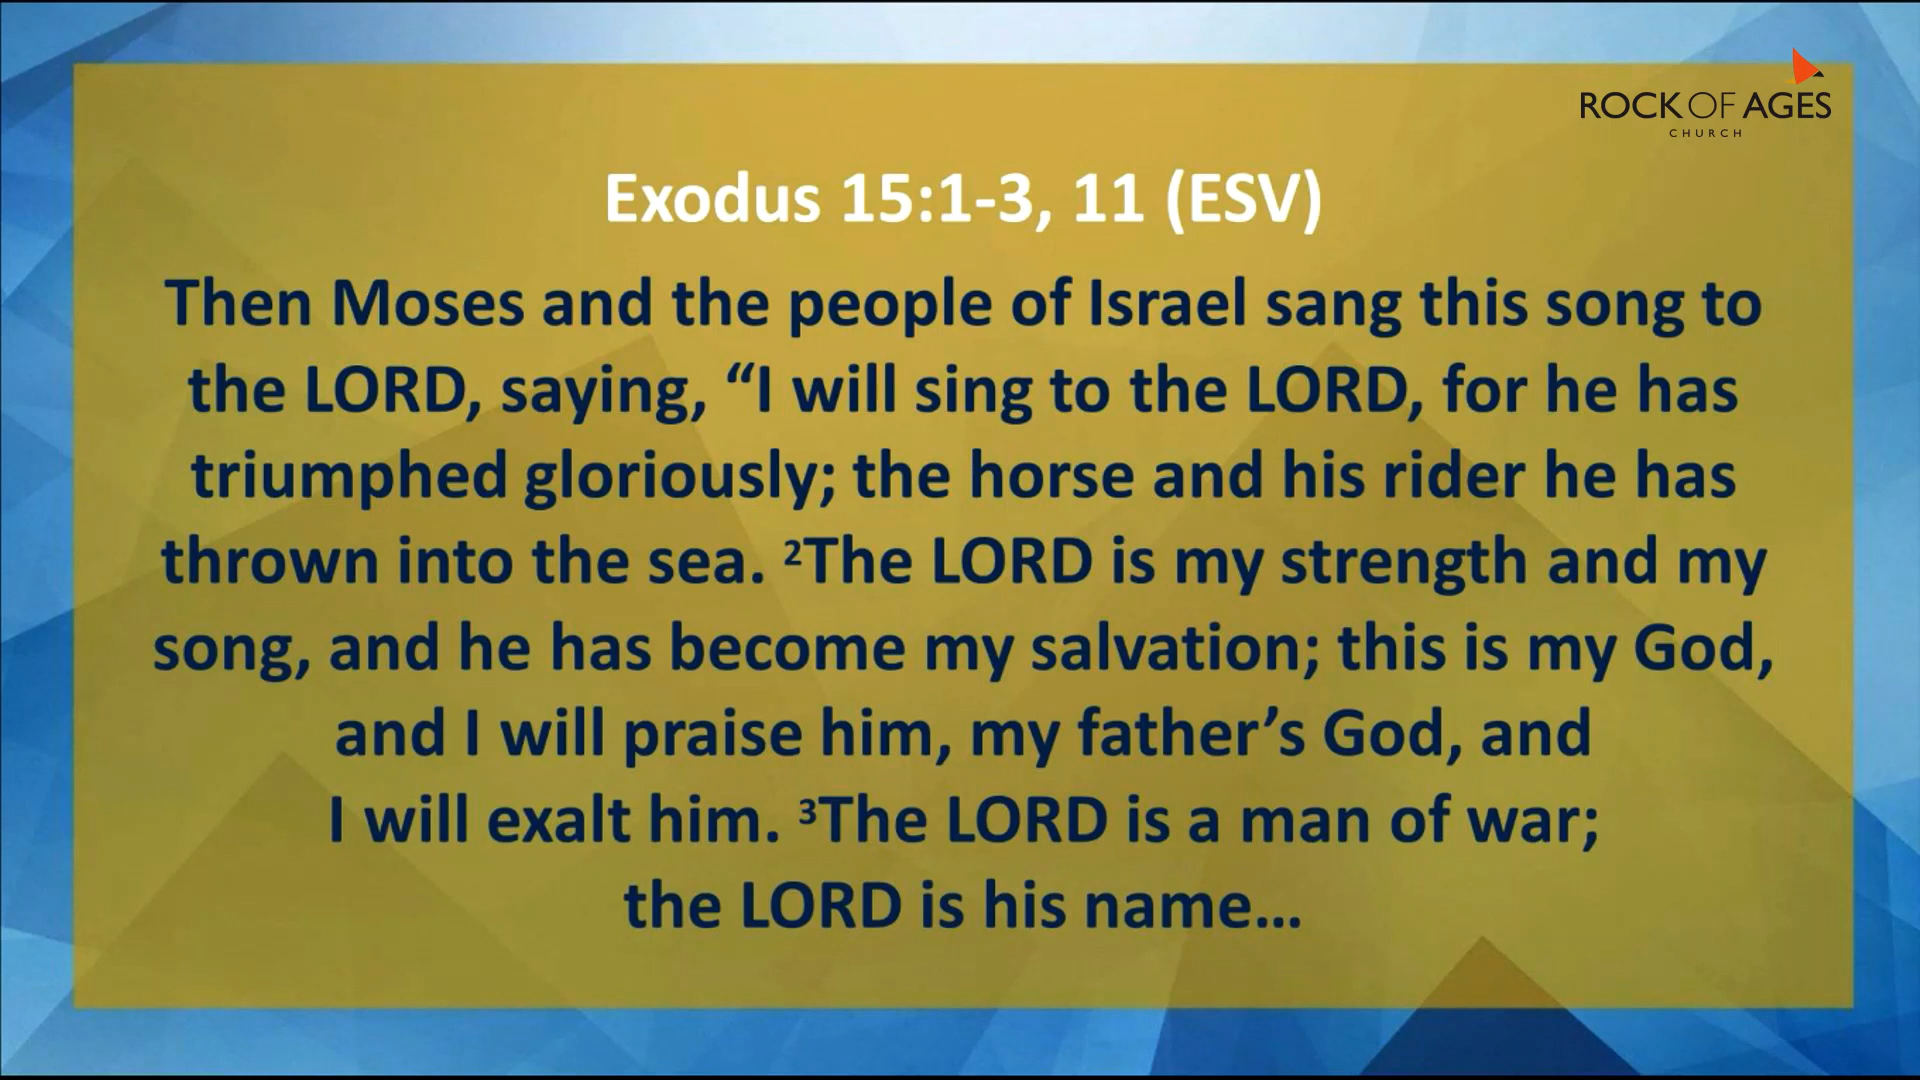 ROCK OF AGES
CHURCH
Exodus 15:1-3, 11 (ESV)
Then Moses and the people of Israel sang this song to
the LORD, saying, “I will sing to the LORD, for he has
triumphed gloriously; the horse and his rider he has
thrown into the sea. ²The LORD is my strength and my
song, and he has become my salvation; this is my God,
and I will praise him, my father’s God, and
I will exalt him. ³The LORD is a man of war;
the LORD is his name…